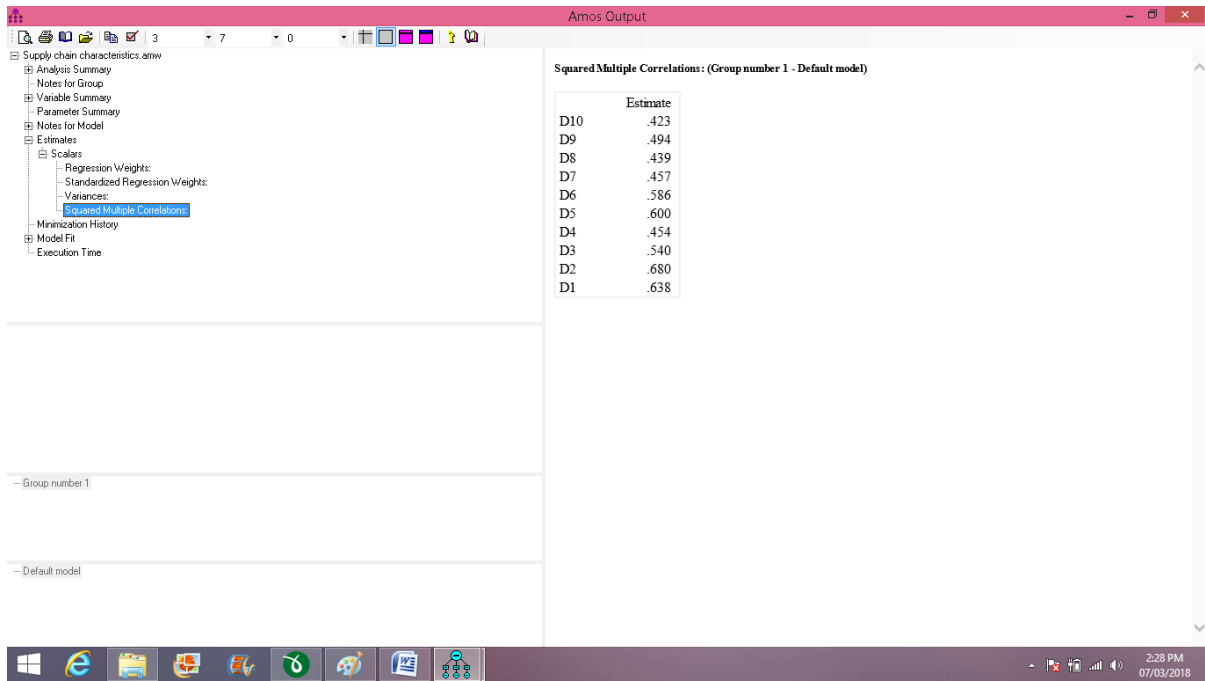 Amos Output
3 7 0
Supply chain characteristics.amw
Analysis Summary
Notes for Group
Variable Summary
Parameter Summary
Notes for Model
Estimates
Scalars
Regression Weights:
Standardized Regression Weights:
Variances:
Squared Multiple Correlations:
Minimization History
Model Fit
Execution Time
Group number 1
Default model
Squared Multiple Correlations: (Group number 1 - Default model)
Estimate
D10 .423
D9 .494
D8 .439
D7 .457
D6 .586
D5 .600
D4 .454
D3 .540
D2 .680
D1 .638
2:28 PM
07/03/2018